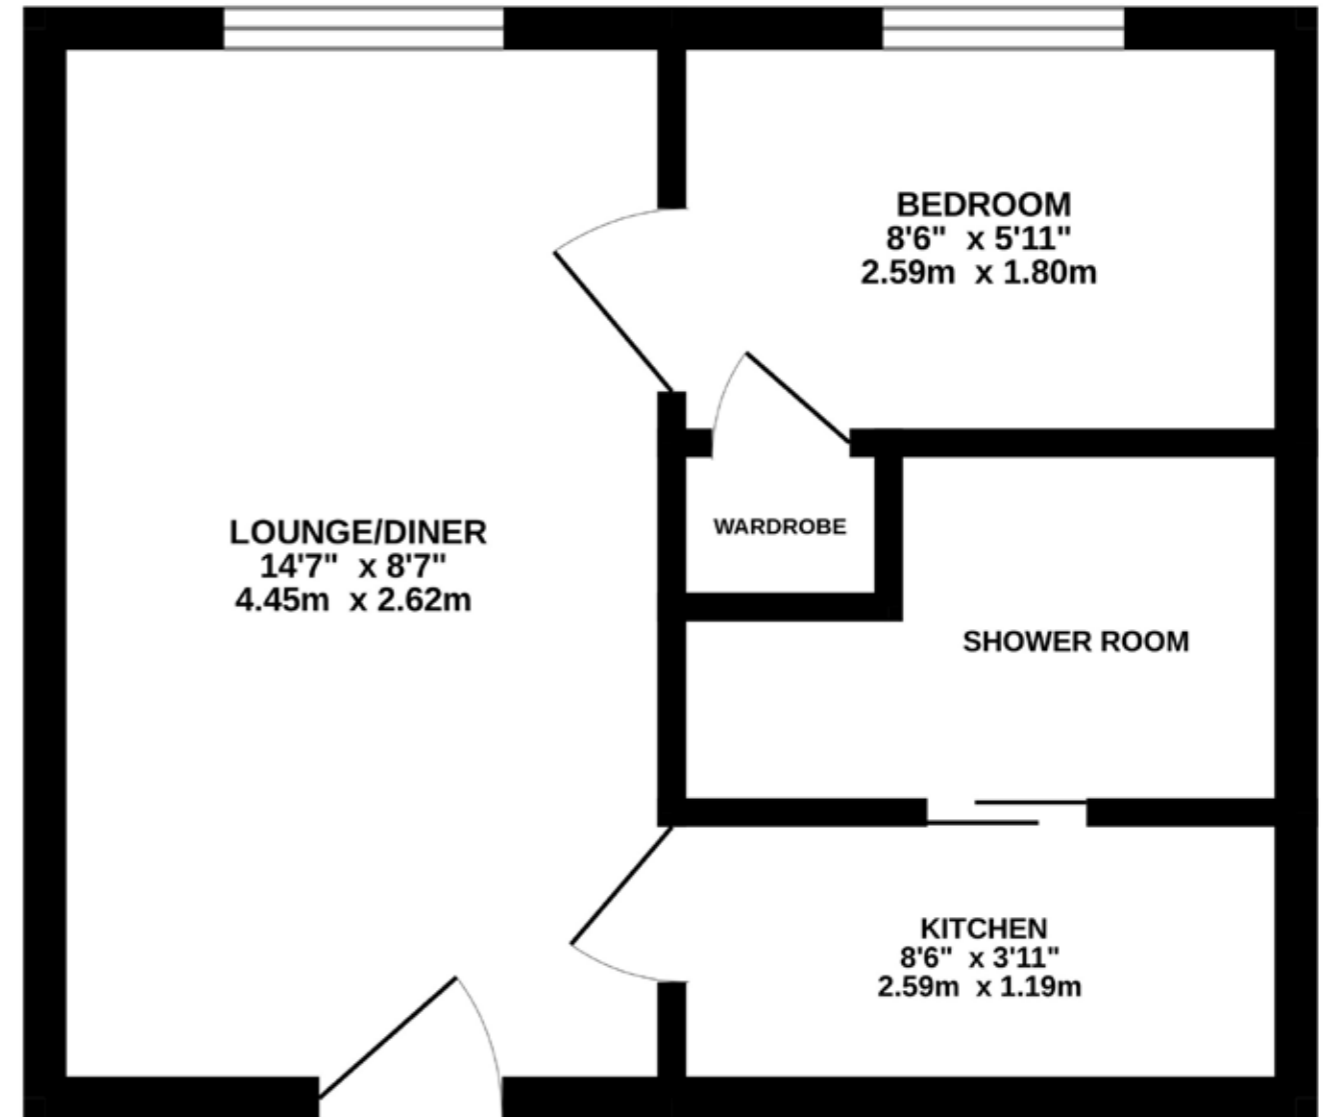 BEDROOM
8'6" x 5'11"
2.59m x 1.80m
LOUNGE/DINER
14'7" x 8'7"
4.45m x 2.62m
WARDROBE
SHOWER ROOM
KITCHEN
8'6" x 3'11"
2.59m x 1.19m